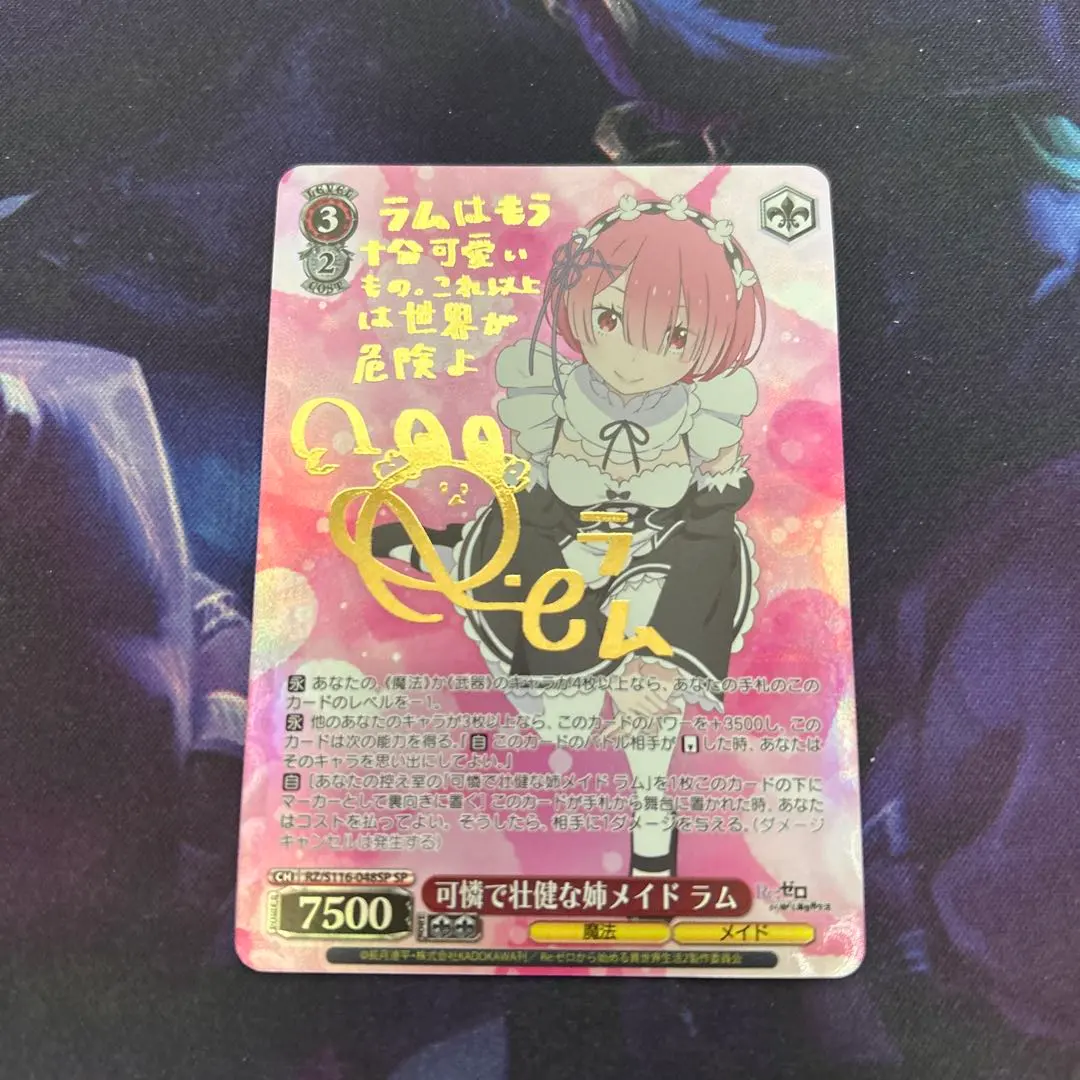 LEVEL
3
2
COST
ラムはもう
十分可愛い
もの。これ以上
は世界が
危険よ
ラム
永 あなたの、《魔法》か《武器》のキャラが4枚以上なら、あなたの手札のこの
カードのレベルを－1。
永 他のあなたのキャラが3枚以上なら、このカードのパワーを＋3500し、この
カードは次の能力を得る。「自 このカードのバトル相手が した時、あなたは
そのキャラを思い出にしてよい。」
自 ［あなたの控え室の「可憐で壮健な姉メイド ラム」を1枚このカードの下に
マーカーとして裏向きに置く］ このカードが手札から舞台に置かれた時、あなた
はコストを払ってよい。そうしたら、相手に1ダメージを与える。（ダメージ
キャンセルは発生する）
CH RZ/S116-048SP SP
POWER
7500
可憐で壮健な姉メイド ラム
Re:ゼロ
から始める異世界生活
魔法
メイド
©長月達平・株式会社KADOKAWA刊／Re:ゼロから始める異世界生活2製作委員会